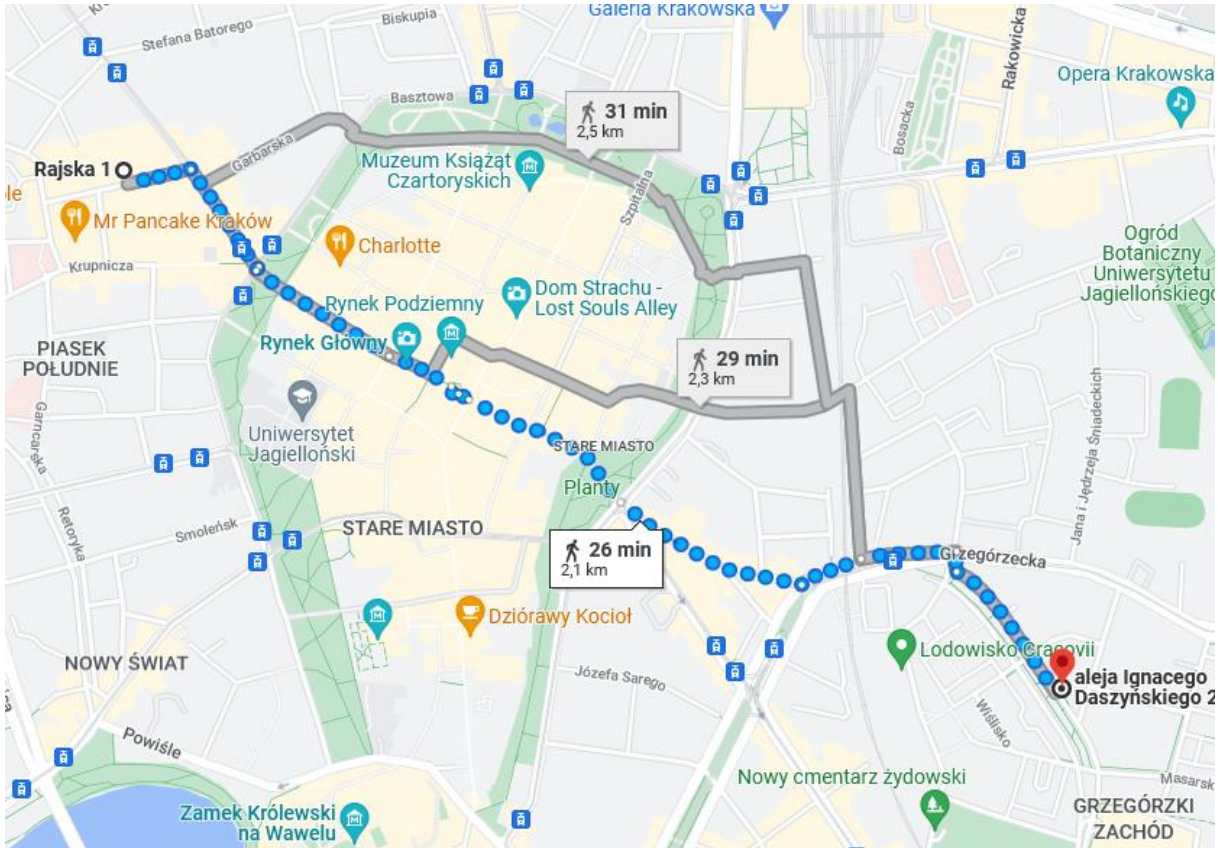 Biskupia
Galeria Krakowska
Stefana Batorego
Rakowicka
Opera Krakowska
Basztowa
31 min
2,5 km
Bosacka
Garbarska
Muzeum Książąt
Czartoryskich
Rajska 1
Szpitalna
Mr Pancake Kraków
Charlotte
Krupnicza
Ogród
Botaniczny
Uniwersytetu
Jagiellońskiego
Dom Strachu -
Lost Souls Alley
Rynek Podziemny
Rynek Główny
PIASEK
POŁUDNIE
29 min
2,3 km
Garncarska
Uniwersytet
Jagielloński
Jana i Jędrzeja Śniadeckich
STARE MIASTO
Planty
Retoryka
Smoleńsk
STARE MIASTO
26 min
2,1 km
Grzegórzecka
Dziórawy Kocioł
Lodowisko Cracovii
NOWY ŚWIAT
Józefa Sarego
aleja Ignacego
Daszyńskiego 2
Wiślisko
Powiśle
Nowy cmentarz żydowski
Masarsk
Zamek Królewski
na Wawelu
GRZEGÓRZKI
ZACHÓD